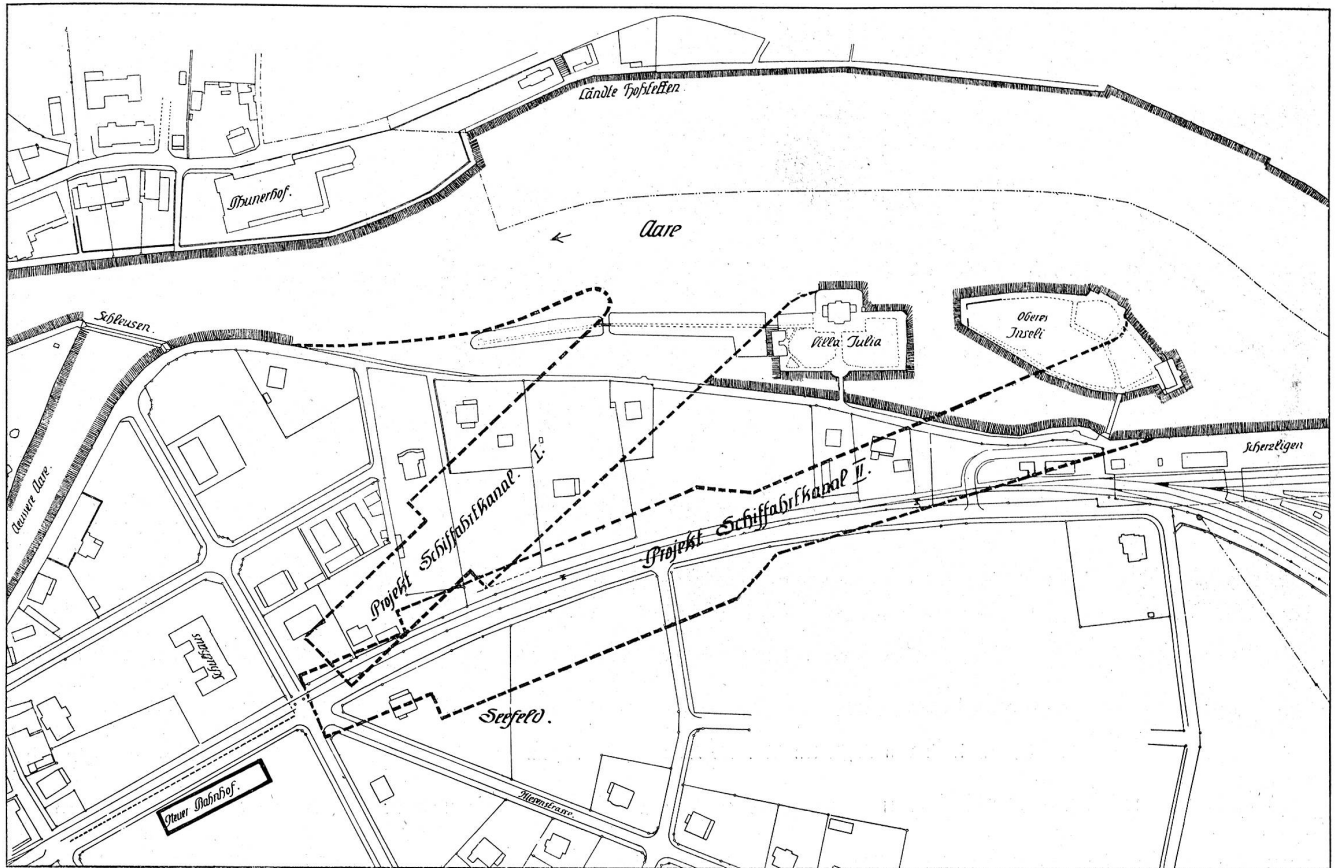 Ländte Hofstetten
Thunerhof.
Aare
Schleusen
Villa Julia
Oberes
Inseli
Scherzligen
Aeussere Aare.
Projekt Schiffahrtkanal. I.
Projekt Schiffahrtkanal II.
Schulhaus
Seefeld.
Neuer Bahnhof.
Niesenstrasse